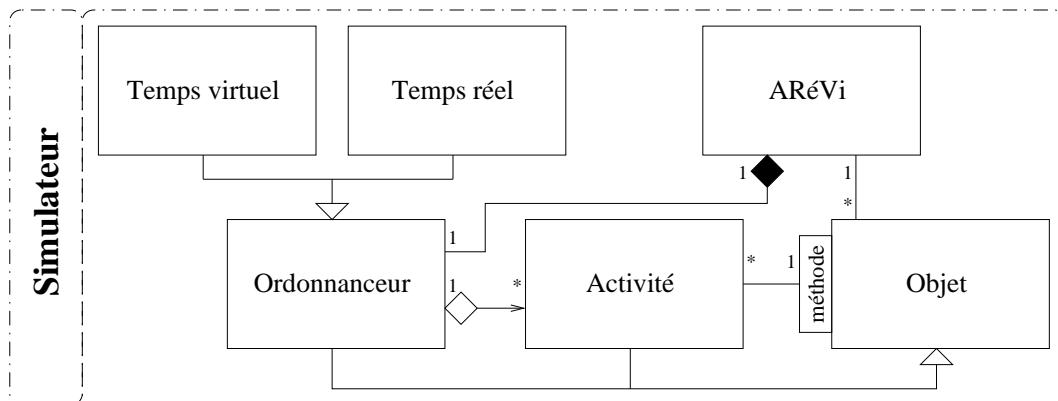 Simulateur
Temps virtuel
Temps réel
ARéVi
1
1
*
1
Ordonnanceur
1
*
Activité
*
1
méthode
Objet